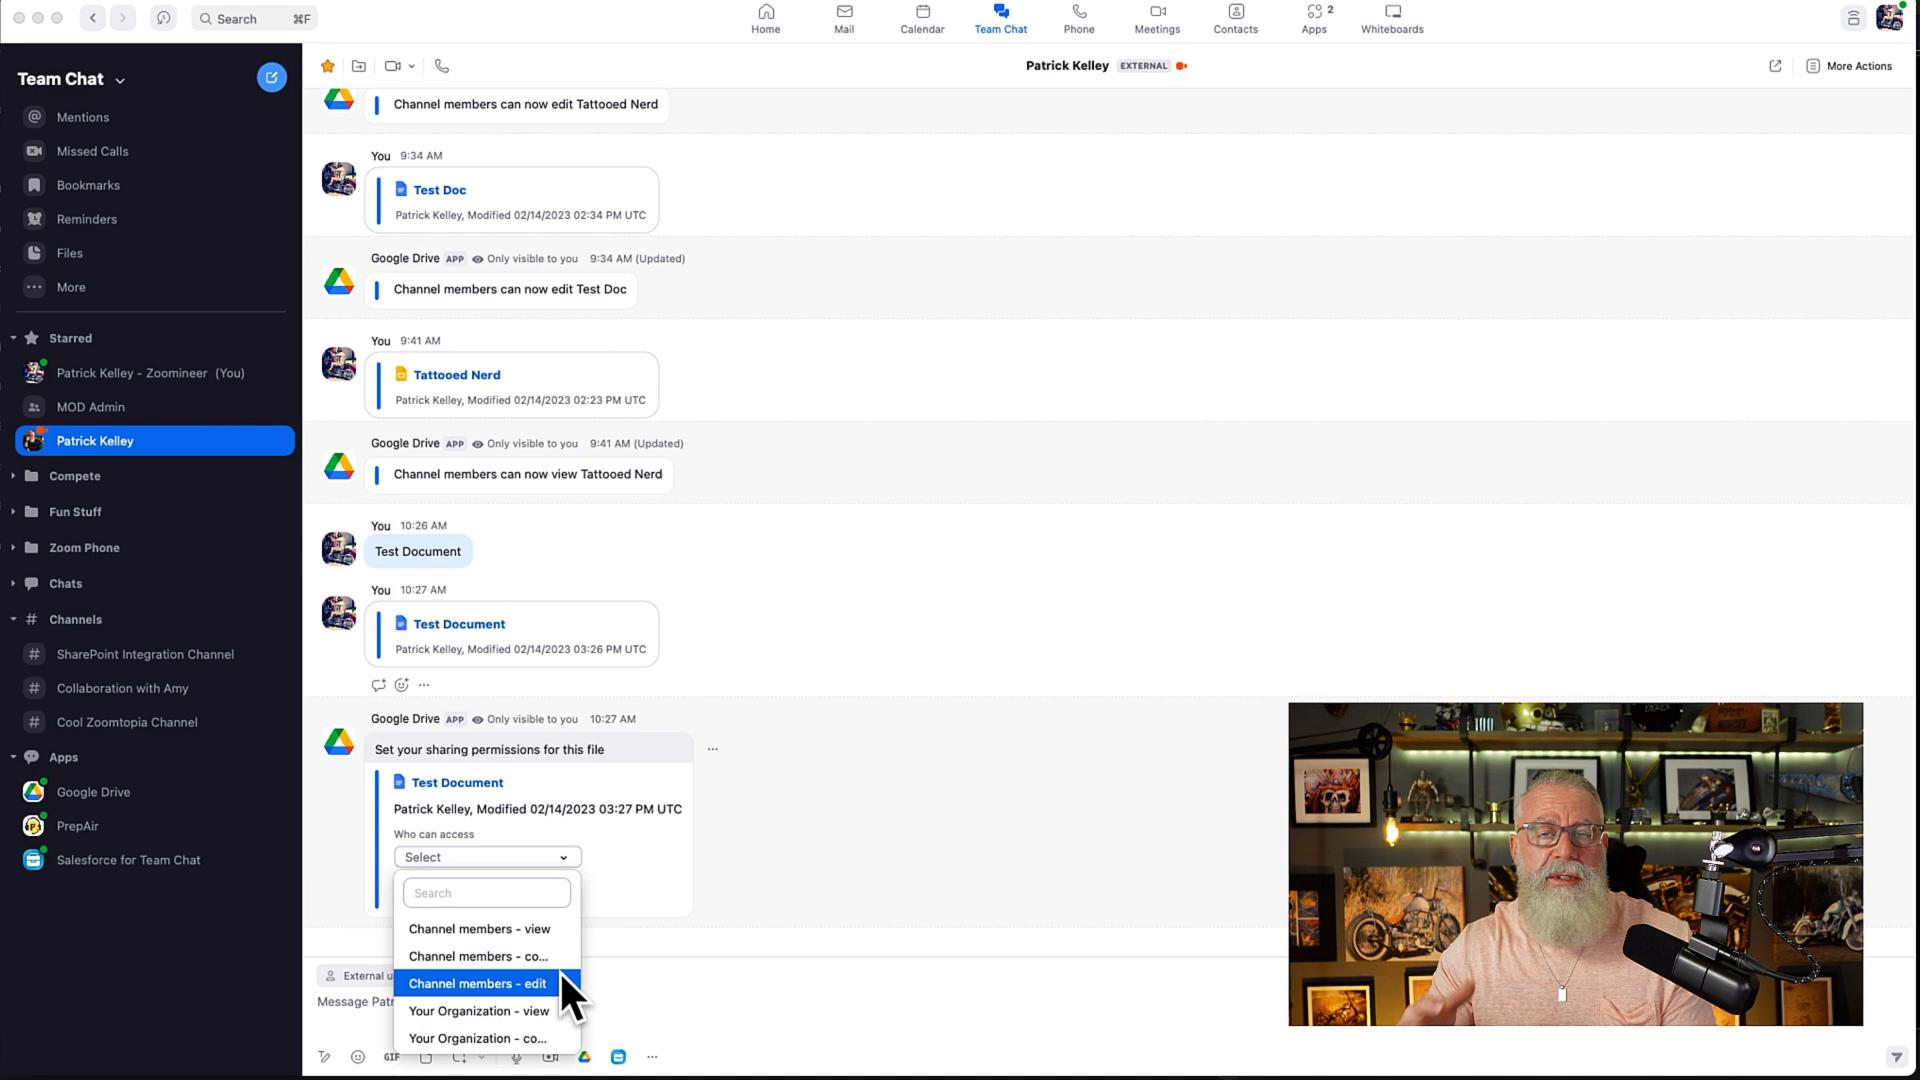 Search ⌘F
Home
Mail
Calendar
Team Chat
Phone
Meetings
Contacts
Apps
2
Whiteboards
Team Chat
Mentions
Missed Calls
Bookmarks
Reminders
Files
More
Starred
Patrick Kelley - Zoomineer (You)
MOD Admin
Patrick Kelley
Compete
Fun Stuff
Zoom Phone
Chats
Channels
SharePoint Integration Channel
Collaboration with Amy
Cool Zoomtopia Channel
Apps
Google Drive
PrepAir
Salesforce for Team Chat
Patrick Kelley EXTERNAL
More Actions
Channel members can now edit Tattooed Nerd
You 9:34 AM
Test Doc
Patrick Kelley, Modified 02/14/2023 02:34 PM UTC
Google Drive APP Only visible to you 9:34 AM (Updated)
Channel members can now edit Test Doc
You 9:41 AM
Tattooed Nerd
Patrick Kelley, Modified 02/14/2023 02:23 PM UTC
Google Drive APP Only visible to you 9:41 AM (Updated)
Channel members can now view Tattooed Nerd
You 10:26 AM
Test Document
You 10:27 AM
Test Document
Patrick Kelley, Modified 02/14/2023 03:26 PM UTC
Google Drive APP Only visible to you 10:27 AM
Set your sharing permissions for this file
Test Document
Patrick Kelley, Modified 02/14/2023 03:27 PM UTC
Who can access
Select
Search
Channel members - view
Channel members - co...
Channel members - edit
Your Organization - view
Your Organization - co...
External u
Message Patr
GIF